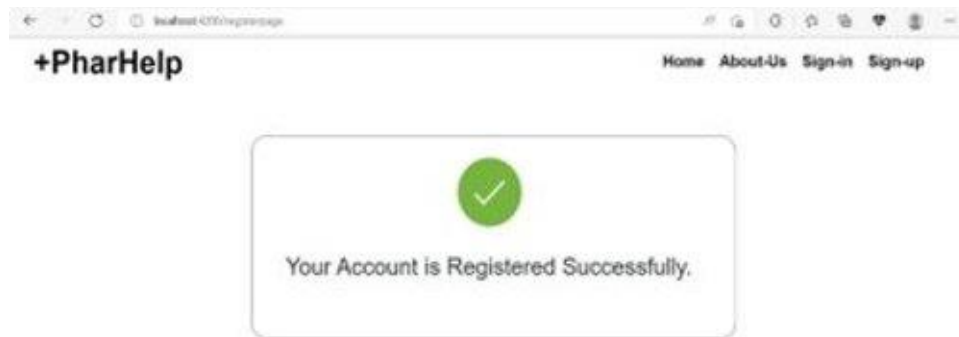 +PharHelp
Home About-Us Sign-in Sign-up
Your Account is Registered Successfully.